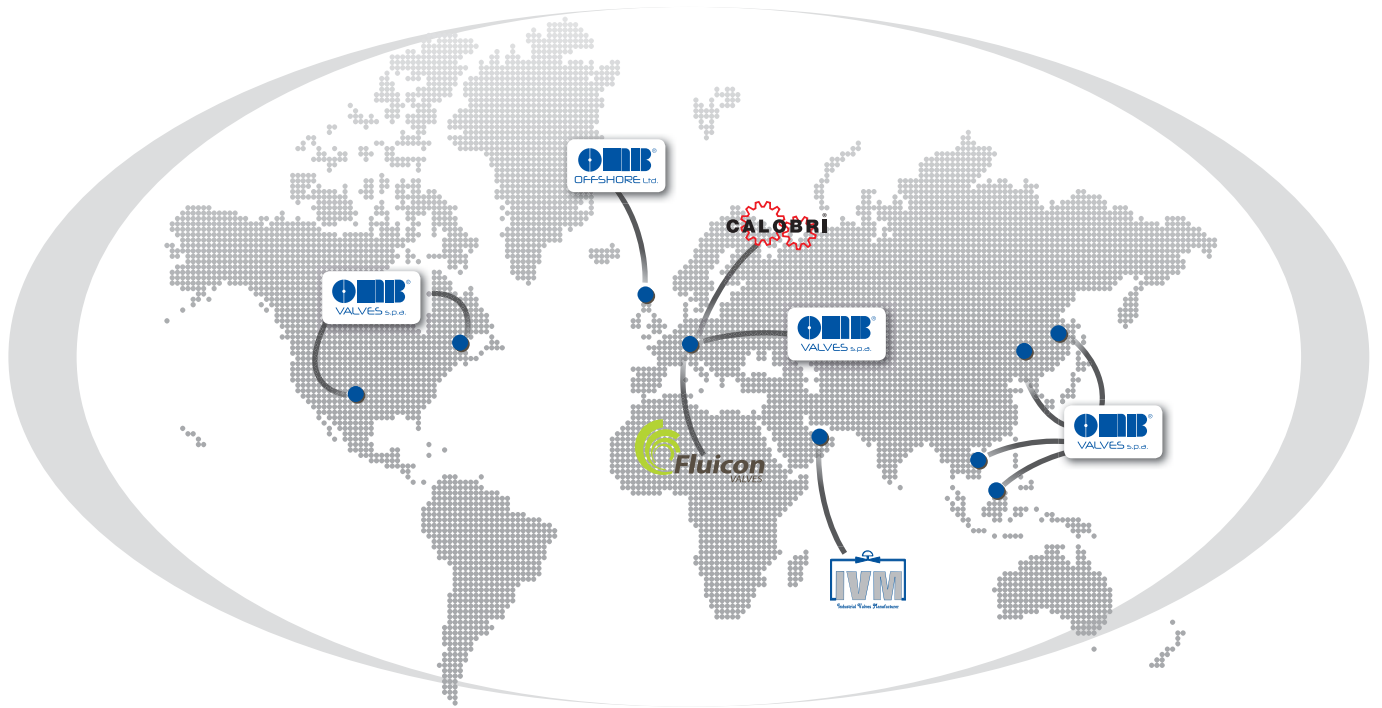 OMB®
OFF-SHORE Ltd.
CALOBRI®
OMB®
VALVES s.p.a.
OMB®
VALVES s.p.a.
OMB®
VALVES s.p.a.
Fluicon
VALVES
IVM
Industrial Valves Manufacturer